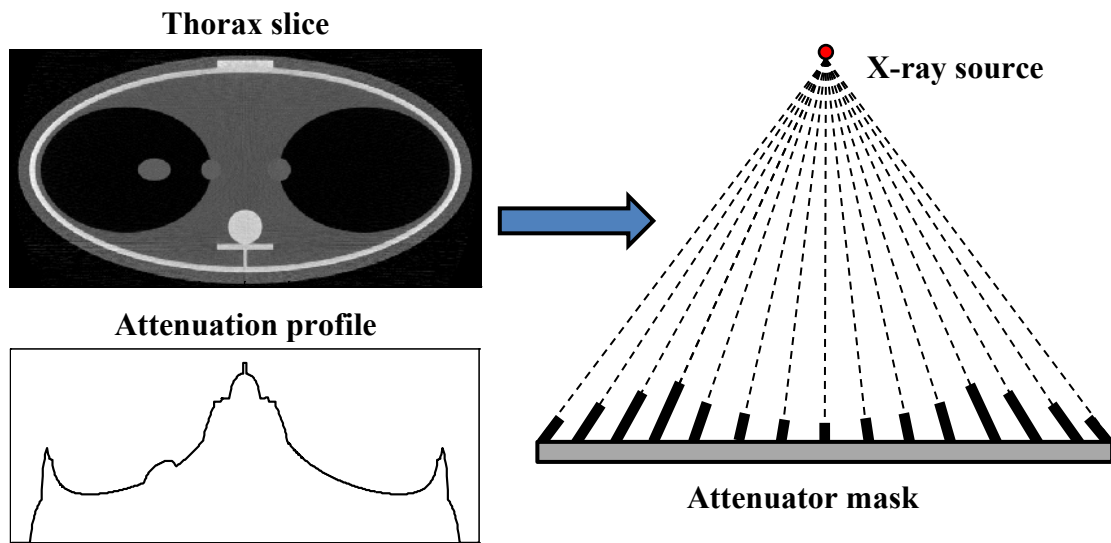 Thorax slice
X-ray source
Attenuation profile
Attenuator mask